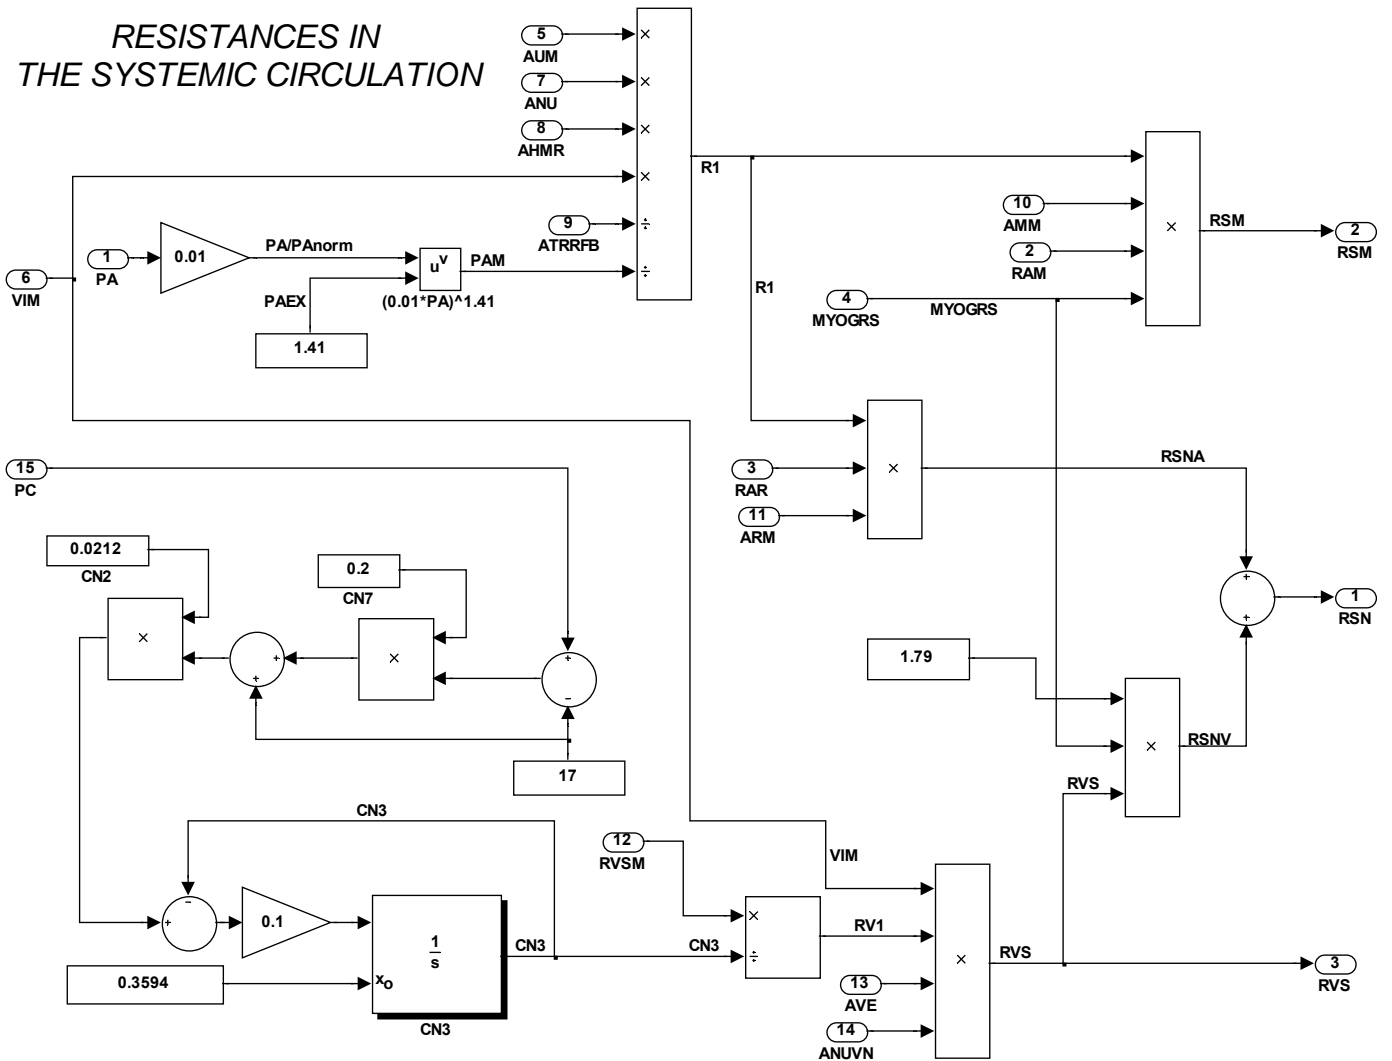 RESISTANCES IN
THE SYSTEMIC CIRCULATION
5
×
AUM
7
×
ANU
8
×
AHMR
×
9
÷
ATRRFB
÷
R1
R1
6
VIM
1
PA
0.01
PA/PAnorm
PAEX
1.41
u^v
(0.01*PA)^1.41
PAM
10
AMM
2
RAM
4
MYOGRS
MYOGRS
×
RSM
2
RSM
15
PC
3
RAR
11
ARM
×
RSNA
0.0212
CN2
×
0.2
CN7
×
+
+
+
−
17
+
+
1
RSN
1.79
×
RSNV
RVS
CN3
−
+
0.1
0.3594
1
s
xo
CN3
CN3
CN3
12
RVSM
×
÷
RV1
VIM
13
AVE
14
ANUVN
×
RVS
3
RVS